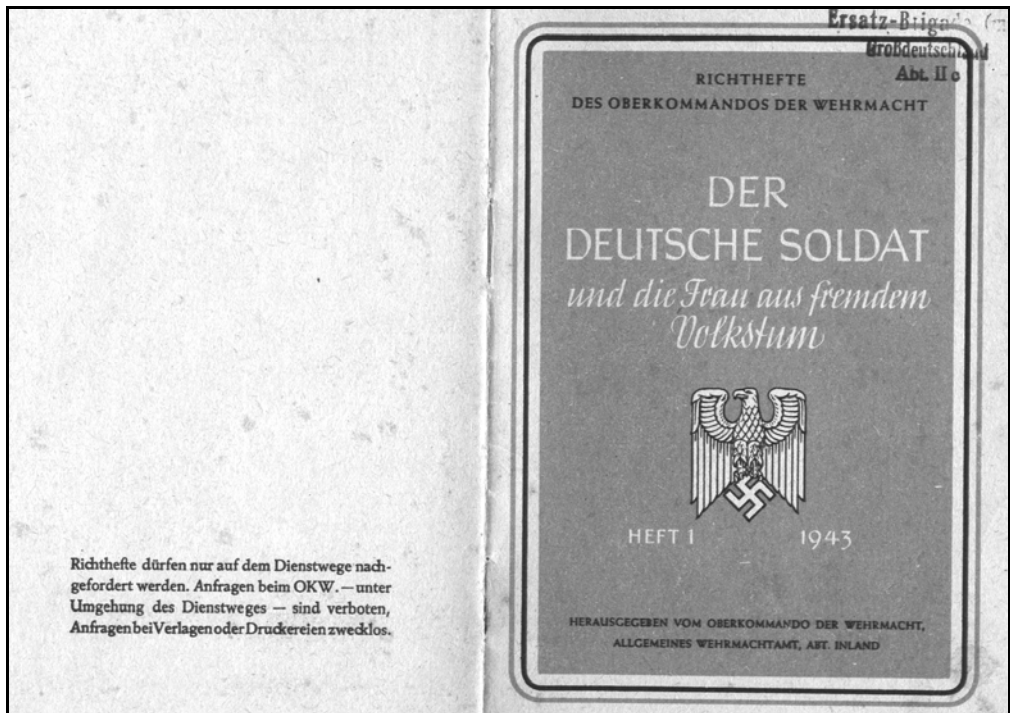 Richthefte dürfen nur auf dem Dienstwege nach-
gefordert werden. Anfragen beim OKW. — unter
Umgehung des Dienstweges — sind verboten,
Anfragen bei Verlagen oder Druckereien zwecklos.
Ersatz-Brigade
Großdeutschland
Abt. II c
RICHTHEFTE
DES OBERKOMMANDOS DER WEHRMACHT
DER
DEUTSCHE SOLDAT
und die Frau aus fremdem
Volkstum
HEFT 1 1943
HERAUSGEGEBEN VOM OBERKOMMANDO DER WEHRMACHT,
ALLGEMEINES WEHRMACHTAMT, ABT. INLAND